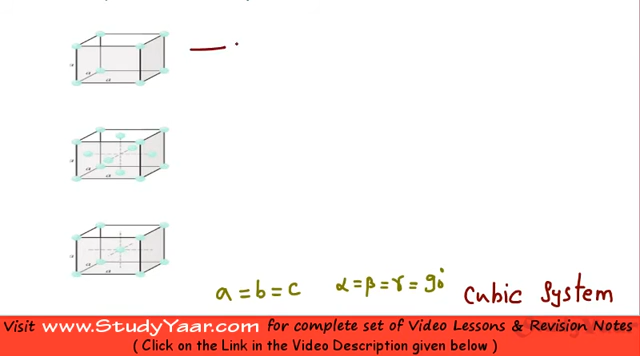 a = b = c α = β = γ = 90°
Cubic System
Visit www.StudyYaar.com for complete set of Video Lessons & Revision Notes
( Click on the Link in the Video Description given below )